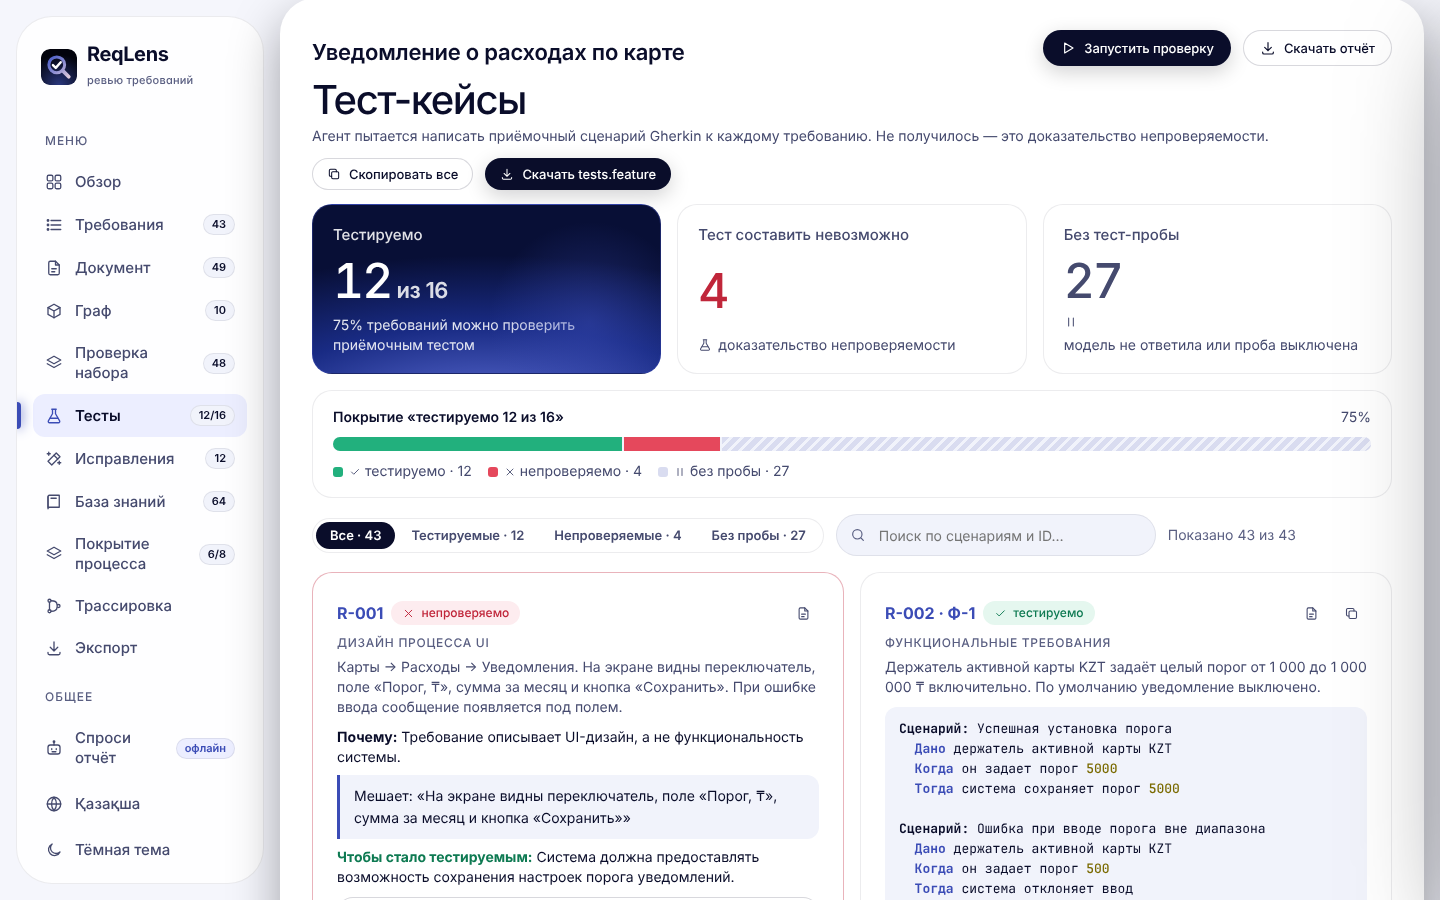 ReqLens
ревью требований
МЕНЮ
Обзор
Требования 43
Документ 49
Граф 10
Проверка
набора 48
Тесты 12/16
Исправления 12
База знаний 64
Покрытие
процесса 6/8
Трассировка
Экспорт
ОБЩЕЕ
Спроси
отчёт офлайн
Қазақша
Тёмная тема
Уведомление о расходах по карте
Запустить проверку
Скачать отчёт
Тест-кейсы
Агент пытается написать приёмочный сценарий Gherkin к каждому требованию. Не получилось — это доказательство непроверяемости.
Скопировать все
Скачать tests.feature
Тестируемо
12 из 16
75% требований можно проверить
приёмочным тестом
Тест составить невозможно
4
доказательство непроверяемости
Без тест-пробы
27
модель не ответила или проба выключена
Покрытие «тестируемо 12 из 16» 75%
тестируемо · 12 непроверяемо · 4 без пробы · 27
Все · 43 Тестируемые · 12 Непроверяемые · 4 Без пробы · 27
Поиск по сценариям и ID...
Показано 43 из 43
R-001 непроверяемо
ДИЗАЙН ПРОЦЕССА UI
Карты → Расходы → Уведомления. На экране видны переключатель,
поле «Порог, ₸», сумма за месяц и кнопка «Сохранить». При ошибке
ввода сообщение появляется под полем.
Почему: Требование описывает UI-дизайн, а не функциональность
системы.
Мешает: «На экране видны переключатель, поле «Порог, ₸»,
сумма за месяц и кнопка «Сохранить»»
Чтобы стало тестируемым: Система должна предоставлять
возможность сохранения настроек порога уведомлений.
R-002 · Ф-1 тестируемо
ФУНКЦИОНАЛЬНЫЕ ТРЕБОВАНИЯ
Держатель активной карты KZT задаёт целый порог от 1 000 до 1 000
000 ₸ включительно. По умолчанию уведомление выключено.
Сценарий: Успешная установка порога
Дано держатель активной карты KZT
Когда он задает порог 5000
Тогда система сохраняет порог 5000
Сценарий: Ошибка при вводе порога вне диапазона
Дано держатель активной карты KZT
Когда он задает порог 500
Тогда система отклоняет ввод